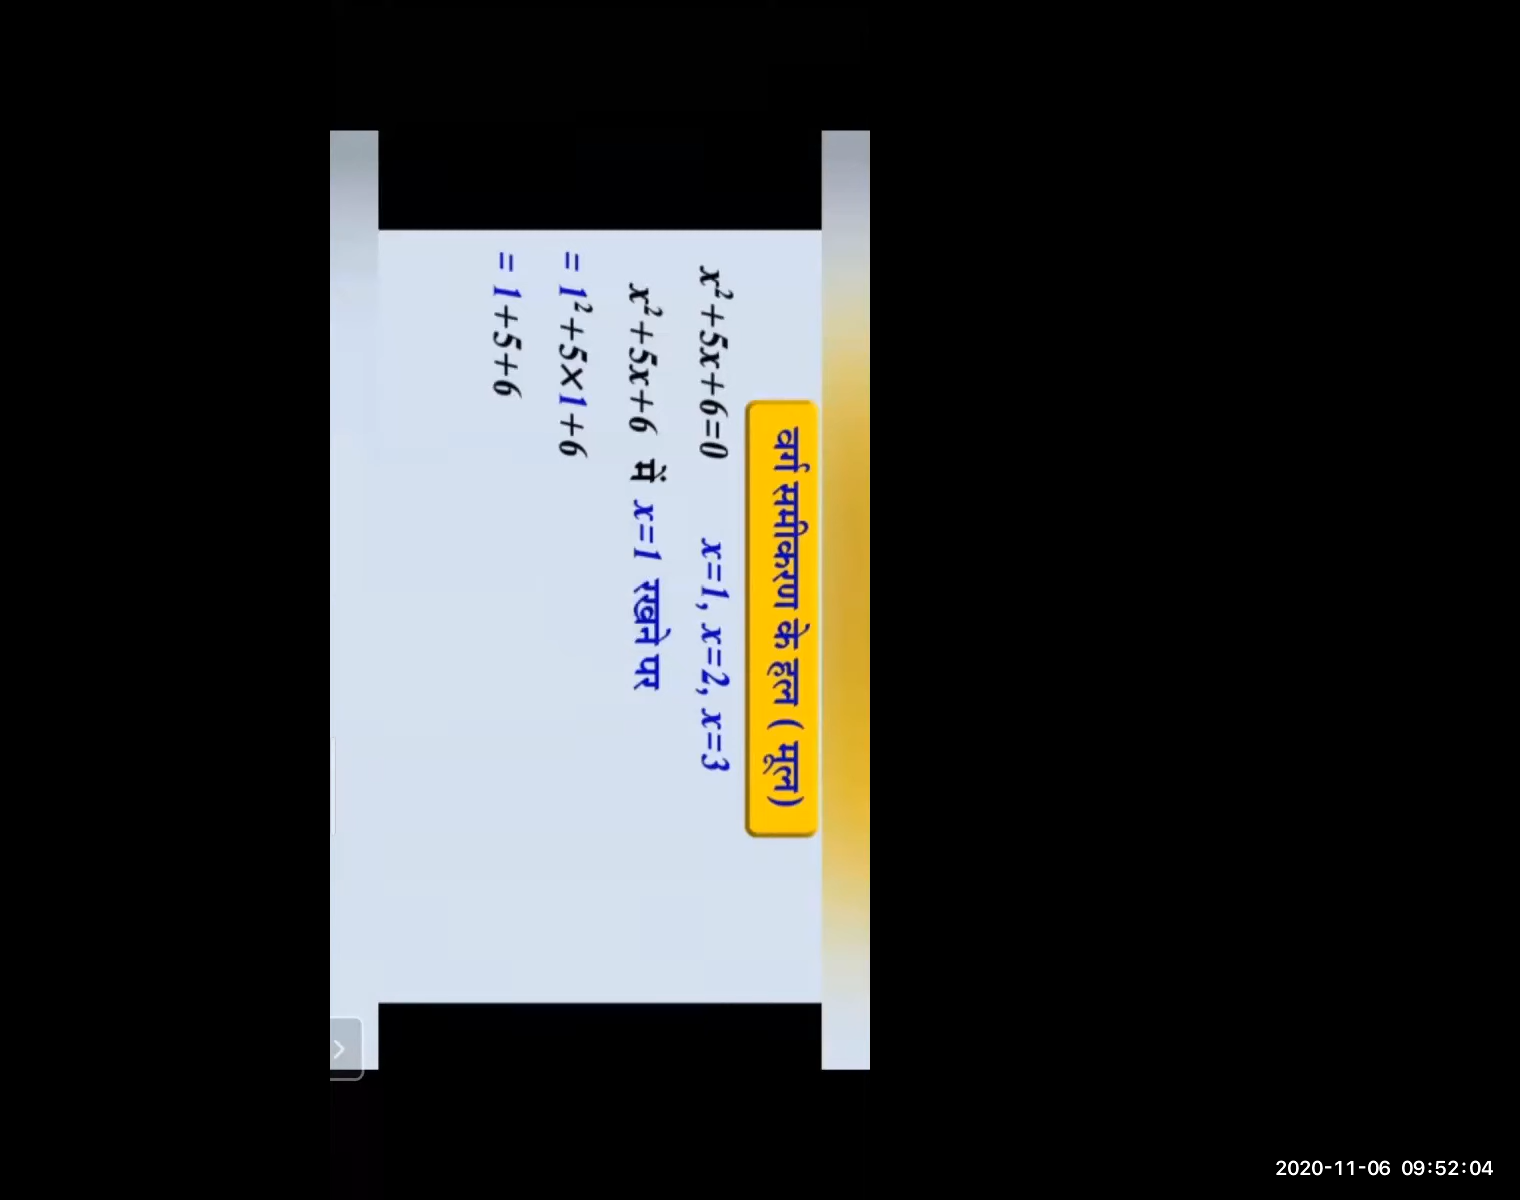 वर्ग समीकरण के हल ( मूल)
x²+5x+6=0 x=1, x=2, x=3
x²+5x+6 में x=1 रखने पर
= 1²+5×1+6
= 1+5+6
2020-11-06 09:52:04